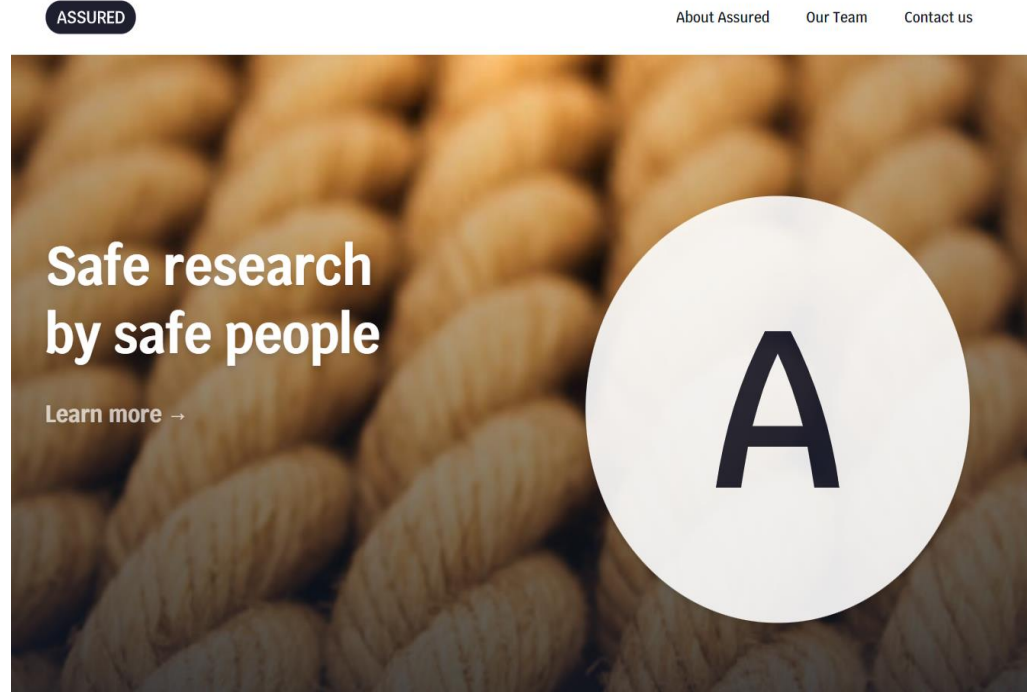 ASSURED
About Assured
Our Team
Contact us
Safe research
by safe people
Learn more →
A